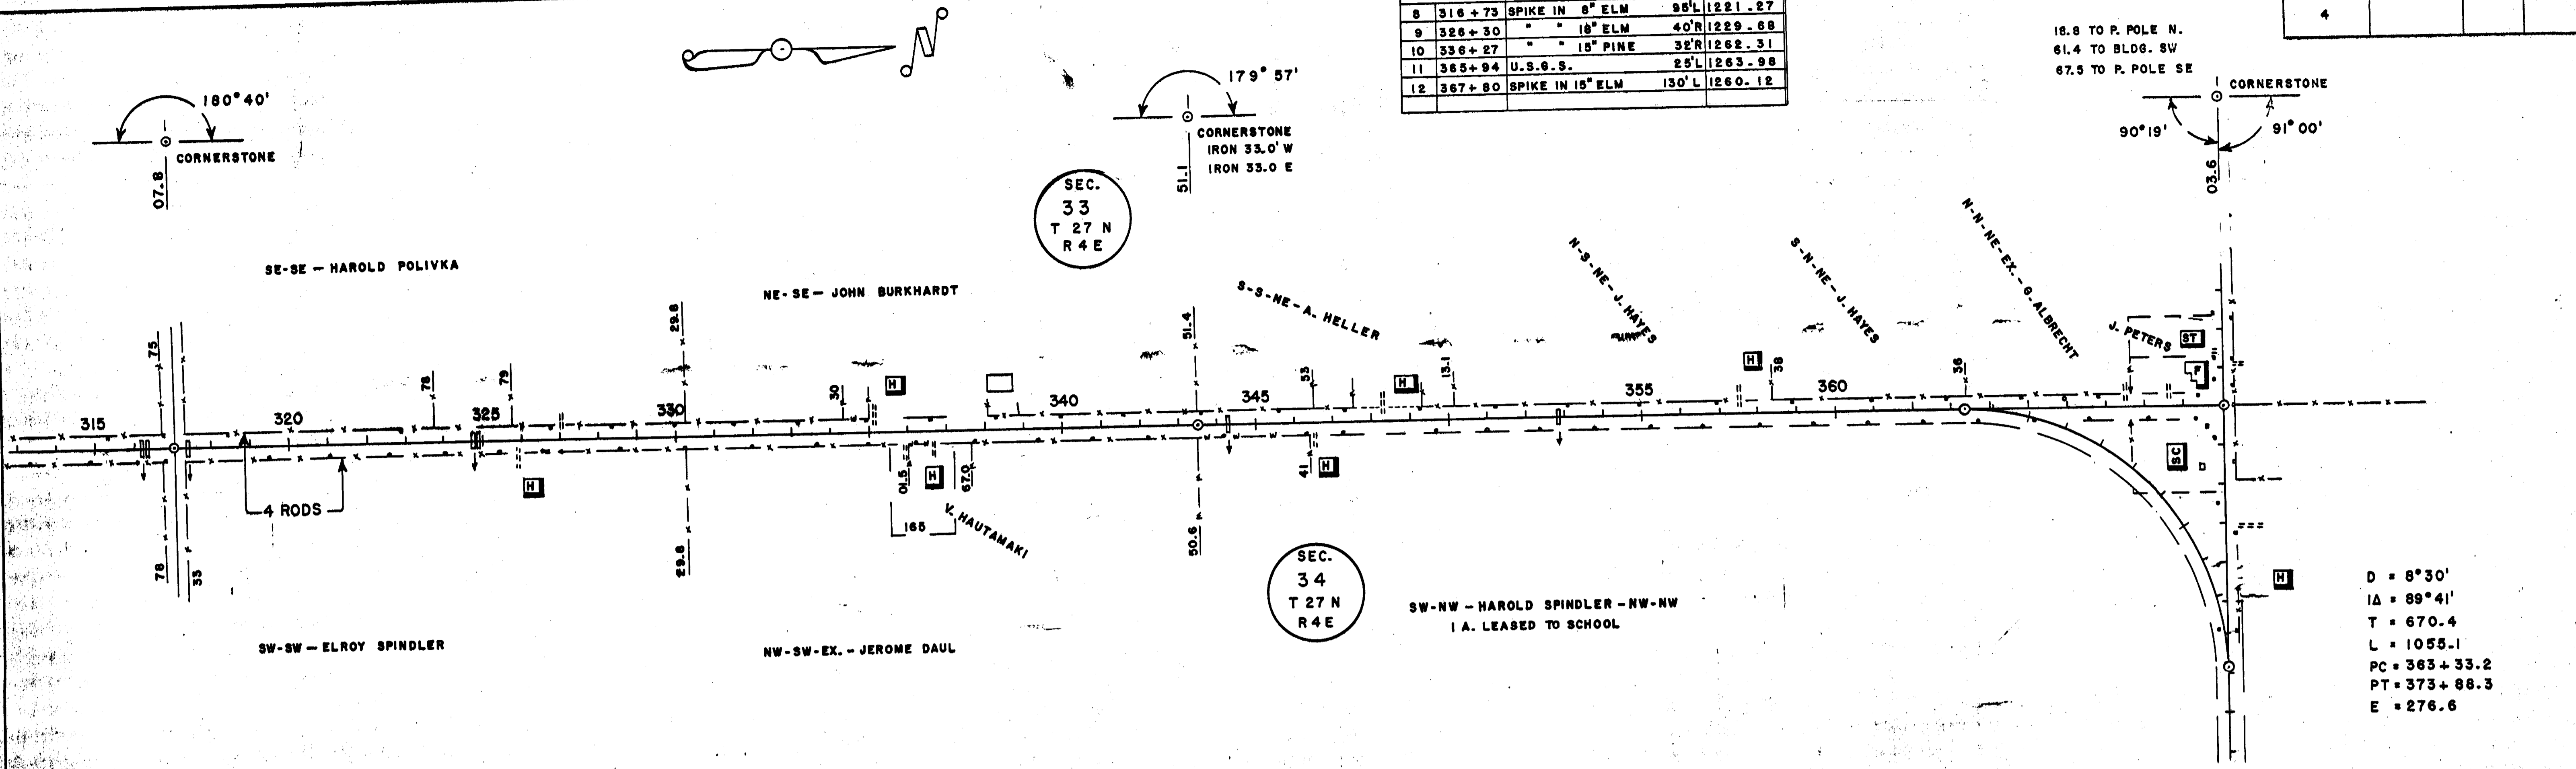 8 316+73 SPIKE IN 8" ELM 95'L 1221.27
9 326+30 " " 18" ELM 40'R 1229.68
10 336+27 " " 15" PINE 32'R 1262.31
11 365+94 U.S.G.S. 25'L 1263.98
12 367+80 SPIKE IN 15" ELM 130'L 1260.12
4
N
18.8 TO P. POLE N.
61.4 TO BLDG. SW
67.5 TO P. POLE SE
180°40'
CORNERSTONE
07.8
179°57'
CORNERSTONE
IRON 33.0' W
IRON 33.0 E
51.1
CORNERSTONE
90°19'
91°00'
03.6
SEC.
33
T 27 N
R 4 E
SE-SE — HAROLD POLIVKA
NE-SE — JOHN BURKHARDT
S-S-NE-A. HELLER
N-S-NE-J. HAYES
S-N-NE-J. HAYES
N-N-NE-EX.-G. ALBRECHT
J. PETERS
ST
F
75
78
79
29.8
30
H
51.4
53
H
13.1
H
38
36
315
320
325
330
340
345
355
360
SC
4 RODS
78
33
H
29.8
01.5
H
67.0
165
V. HAUTAMAKI
50.6
41
H
H
SEC.
34
T 27 N
R 4 E
SW-SW — ELROY SPINDLER
NW-SW-EX. — JEROME DAUL
SW-NW — HAROLD SPINDLER — NW-NW
1 A. LEASED TO SCHOOL
D = 8°30'
IΔ = 89°41'
T = 670.4
L = 1055.1
PC = 363+33.2
PT = 373+88.3
E = 276.6